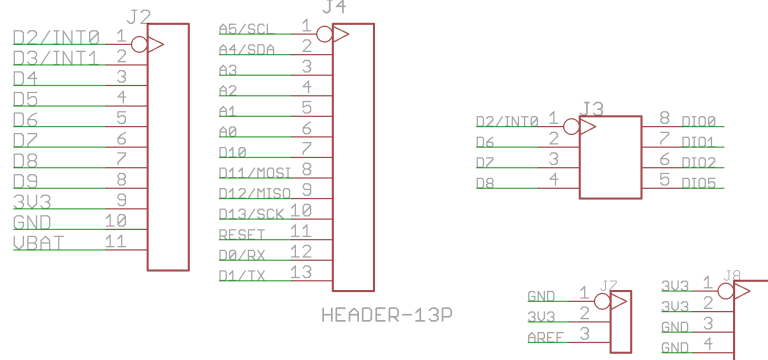 J2
D2/INT0 1
D3/INT1 2
D4 3
D5 4
D6 5
D7 6
D8 7
D9 8
3V3 9
GND 10
VBAT 11
J4
A5/SCL 1
A4/SDA 2
A3 3
A2 4
A1 5
A0 6
D10 7
D11/MOSI 8
D12/MISO 9
D13/SCK 10
RESET 11
D0/RX 12
D1/TX 13
HEADER-13P
J3
D2/INT0 1 8 DIO0
D6 2 7 DIO1
D7 3 6 DIO2
D8 4 5 DIO5
J7
GND 1
3V3 2
AREF 3
J8
3V3 1
3V3 2
GND 3
GND 4